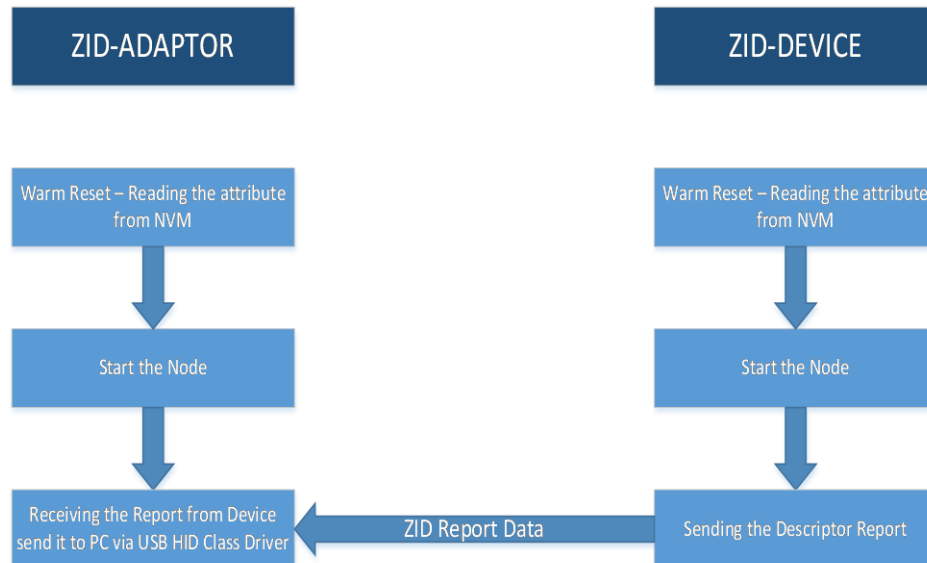 ZID-ADAPTOR
ZID-DEVICE
Warm Reset – Reading the attribute
from NVM
Warm Reset – Reading the attribute
from NVM
Start the Node
Start the Node
Receiving the Report from Device
send it to PC via USB HID Class Driver
ZID Report Data
Sending the Descriptor Report